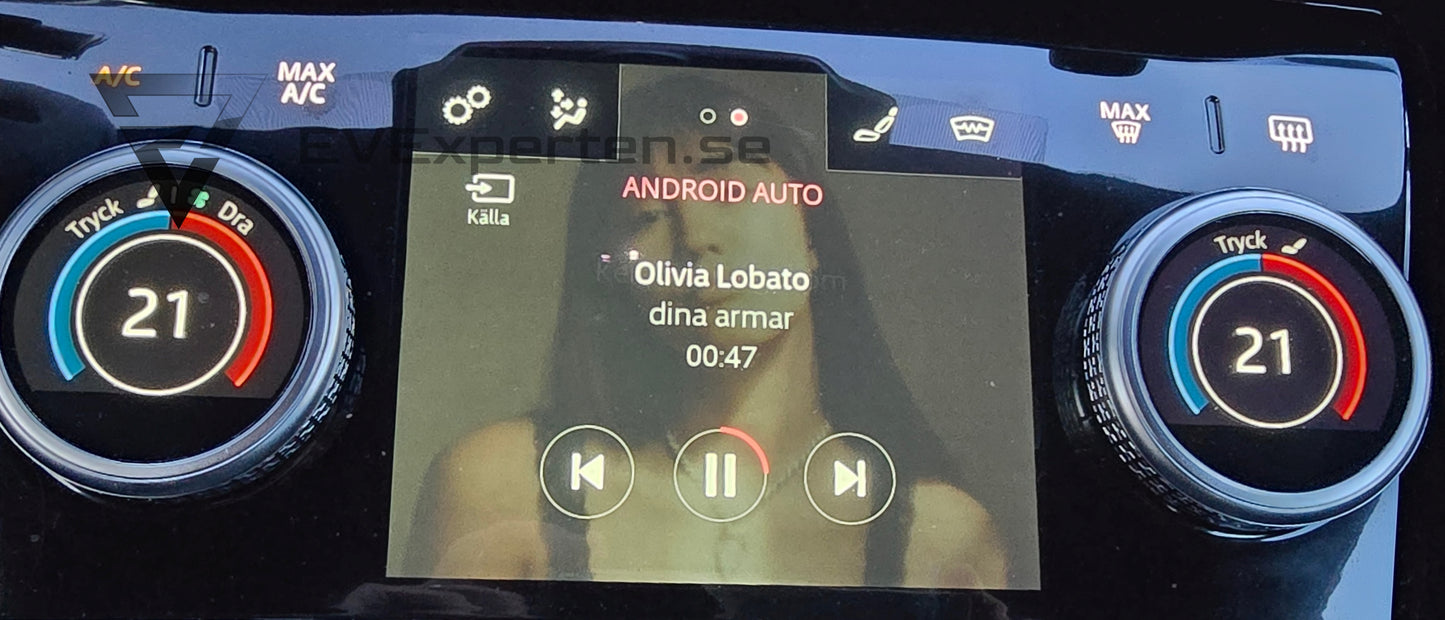 A/C
MAX
A/C
MAX
EVExperten.se
Källa
ANDROID AUTO
Tryck
Dra
21
Olivia Lobato
dina armar
00:47
Tryck
21